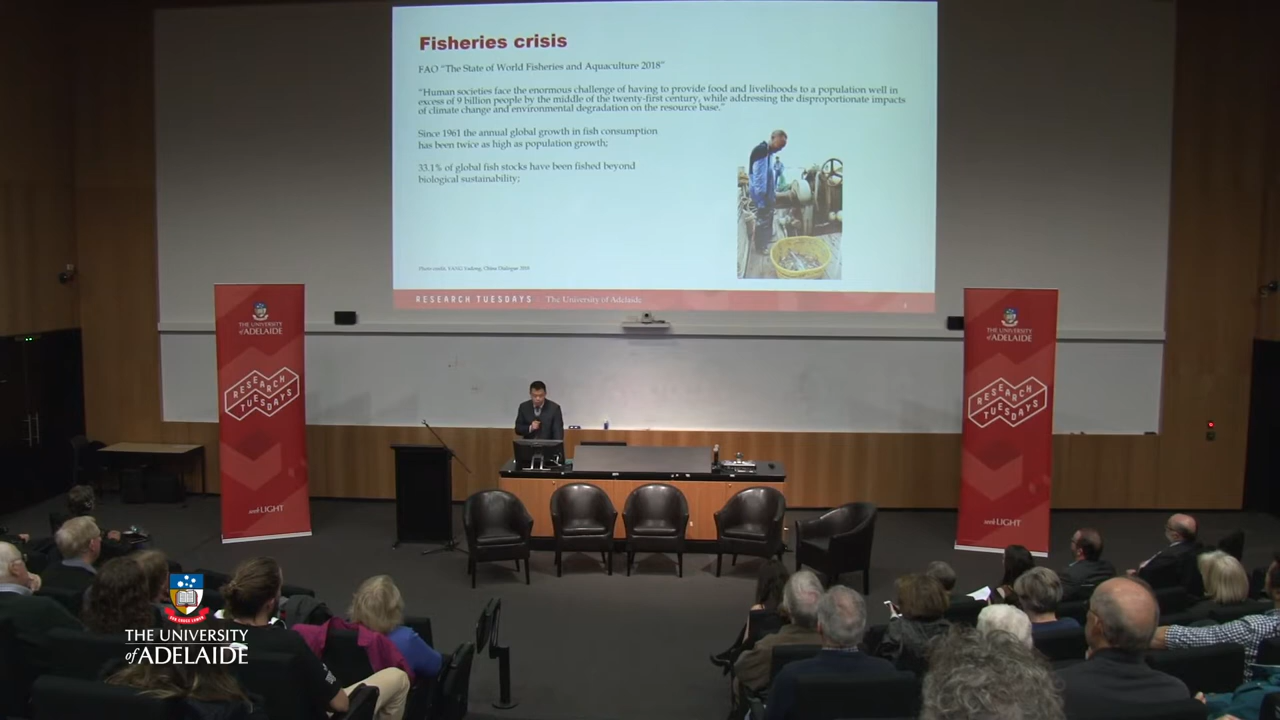 Fisheries crisis
FAO "The State of World Fisheries and Aquaculture 2018"
"Human societies face the enormous challenge of having to provide food and livelihoods to a population well in
excess of 9 billion people by the middle of the twenty-first century, while addressing the disproportionate impacts
of climate change and environmental degradation on the resource base."
Since 1961 the annual global growth in fish consumption
has been twice as high as population growth;
33.1% of global fish stocks have been fished beyond
biological sustainability;
RESEARCH TUESDAYS The University of Adelaide
THE UNIVERSITY
of ADELAIDE
RESEARCH
TUESDAYS
seek LIGHT
THE UNIVERSITY
of ADELAIDE
RESEARCH
TUESDAYS
seek LIGHT
THE UNIVERSITY
of ADELAIDE